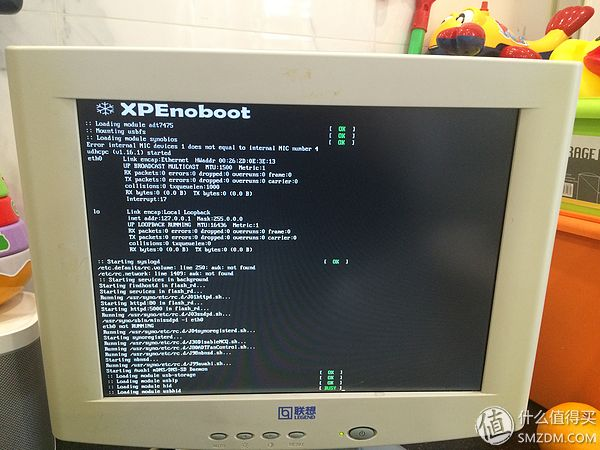 XPEnoboot
:: Loading module adt7475 [ OK ]
:: Mounting usbfs [ OK ]
:: Loading module synobios [ OK ]
Error internal NIC devices 1 does not equal to internal NIC number 4
udhcpc (v1.16.1) started
eth0 Link encap:Ethernet HWaddr 00:26:2D:0E:3E:13
UP BROADCAST MULTICAST MTU:1500 Metric:1
RX packets:0 errors:0 dropped:0 overruns:0 frame:0
TX packets:0 errors:0 dropped:0 overruns:0 carrier:0
collisions:0 txqueuelen:1000
RX bytes:0 (0.0 B) TX bytes:0 (0.0 B)
Interrupt:17
lo Link encap:Local Loopback
inet addr:127.0.0.1 Mask:255.0.0.0
UP LOOPBACK RUNNING MTU:16436 Metric:1
RX packets:0 errors:0 dropped:0 overruns:0 frame:0
TX packets:0 errors:0 dropped:0 overruns:0 carrier:0
collisions:0 txqueuelen:0
RX bytes:0 (0.0 B) TX bytes:0 (0.0 B)
:: Starting syslogd [ OK ]
/etc.defaults/rc.volume: line 250: awk: not found
/etc/rc.network: line 1489: awk: not found
:: Starting services in background
Starting findhostd in flash_rd...
Starting services in flash_rd...
Running /usr/syno/etc/rc.d/J01httpd.sh...
Starting httpd:80 in flash_rd...
Starting httpd:5000 in flash_rd...
Running /usr/syno/etc/rc.d/J03ssdpd.sh...
/usr/syno/sbin/minissdpd -i eth0
eth0 not RUNNING
Running /usr/syno/etc/rc.d/J04synoregisterd.sh...
Starting synoregisterd...
Running /usr/syno/etc/rc.d/J30DisableNCQ.sh...
Running /usr/syno/etc/rc.d/J80ADTFanControl.sh...
Running /usr/syno/etc/rc.d/J98nbnsd.sh...
Starting nbnsd...
Running /usr/syno/etc/rc.d/J99avahi.sh...
Starting Avahi mDNS/DNS-SD Daemon
:: Loading module usb-storage [ OK ]
:: Loading module usblp [ OK ]
:: Loading module hid [ OK ]
:: Loading module usbhid [BUSY]
联想
LEGEND
值 什么值得买
SMZDM.COM